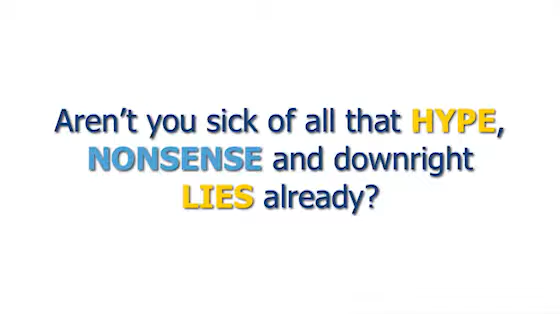 Aren’t you sick of all that HYPE,
NONSENSE and downright
LIES already?